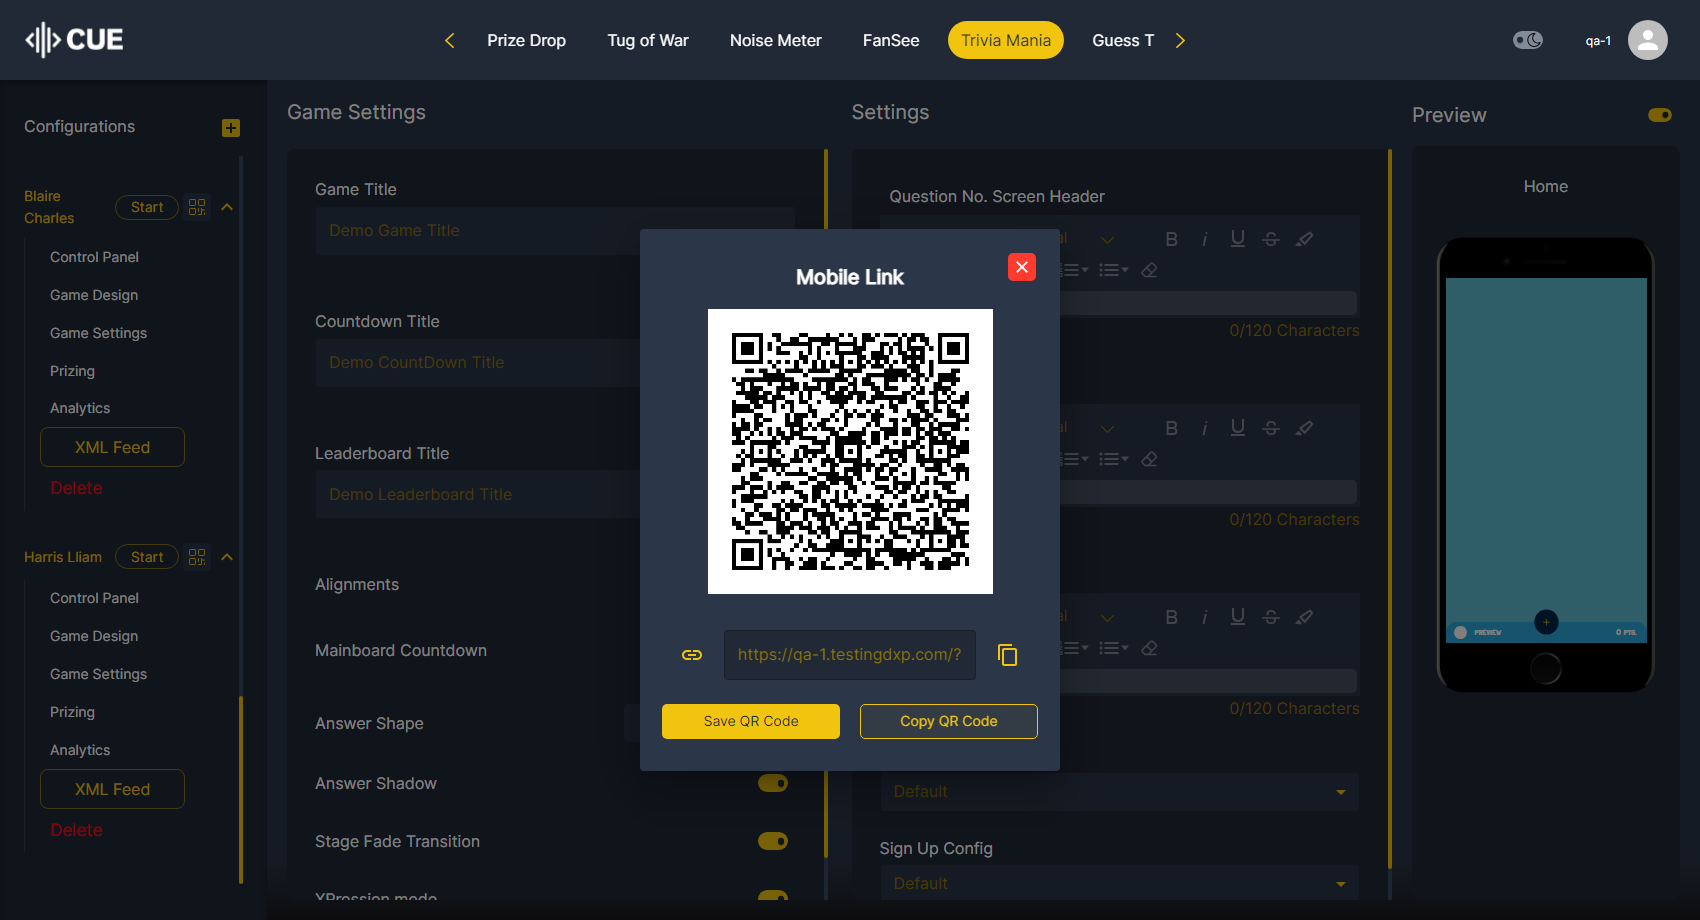 CUE
Prize Drop
Tug of War
Noise Meter
FanSee
Trivia Mania
Guess T
qa-1
Configurations
Blaire
Charles
Start
Control Panel
Game Design
Game Settings
Prizing
Analytics
XML Feed
Delete
Harris Lliam
Start
Control Panel
Game Design
Game Settings
Prizing
Analytics
XML Feed
Delete
Game Settings
Game Title
Demo Game Title
Countdown Title
Demo CountDown Title
Leaderboard Title
Demo Leaderboard Title
Alignments
Mainboard Countdown
Answer Shape
Answer Shadow
Stage Fade Transition
XPression mode
Mobile Link
https://qa-1.testingdxp.com/?
Save QR Code
Copy QR Code
Settings
Question No. Screen Header
0/120 Characters
0/120 Characters
0/120 Characters
Default
Sign Up Config
Default
Preview
Home
PREVIEW
0 PTS.